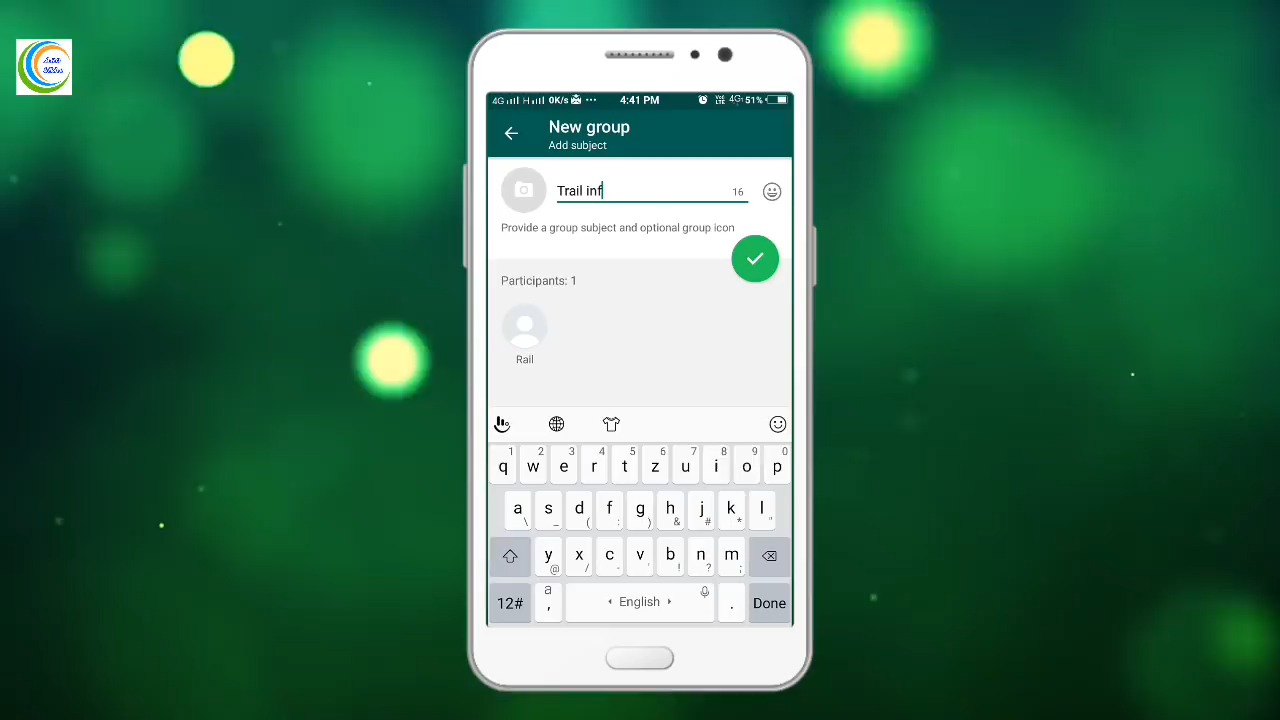 4G H 0K/s ... 4:41 PM 4G 51%
New group
Add subject
Trail inf 16
Provide a group subject and optional group icon
Participants: 1
Rail
1 2 3 4 5 6 7 8 9 0
q w e r t z u i o p
a s d f g h j k l
\ _ ( : ) & # * "
y x c v b n m
@ / - ' ! ? ;
12# a , English . Done